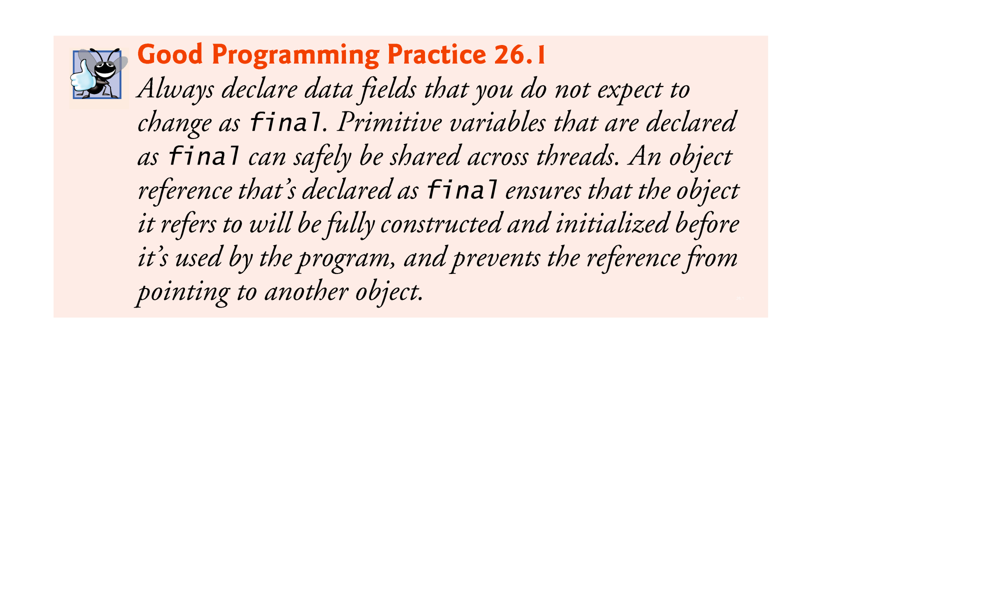 Good Programming Practice 26.1
Always declare data fields that you do not expect to
change as final. Primitive variables that are declared
as final can safely be shared across threads. An object
reference that’s declared as final ensures that the object
it refers to will be fully constructed and initialized before
it’s used by the program, and prevents the reference from
pointing to another object.